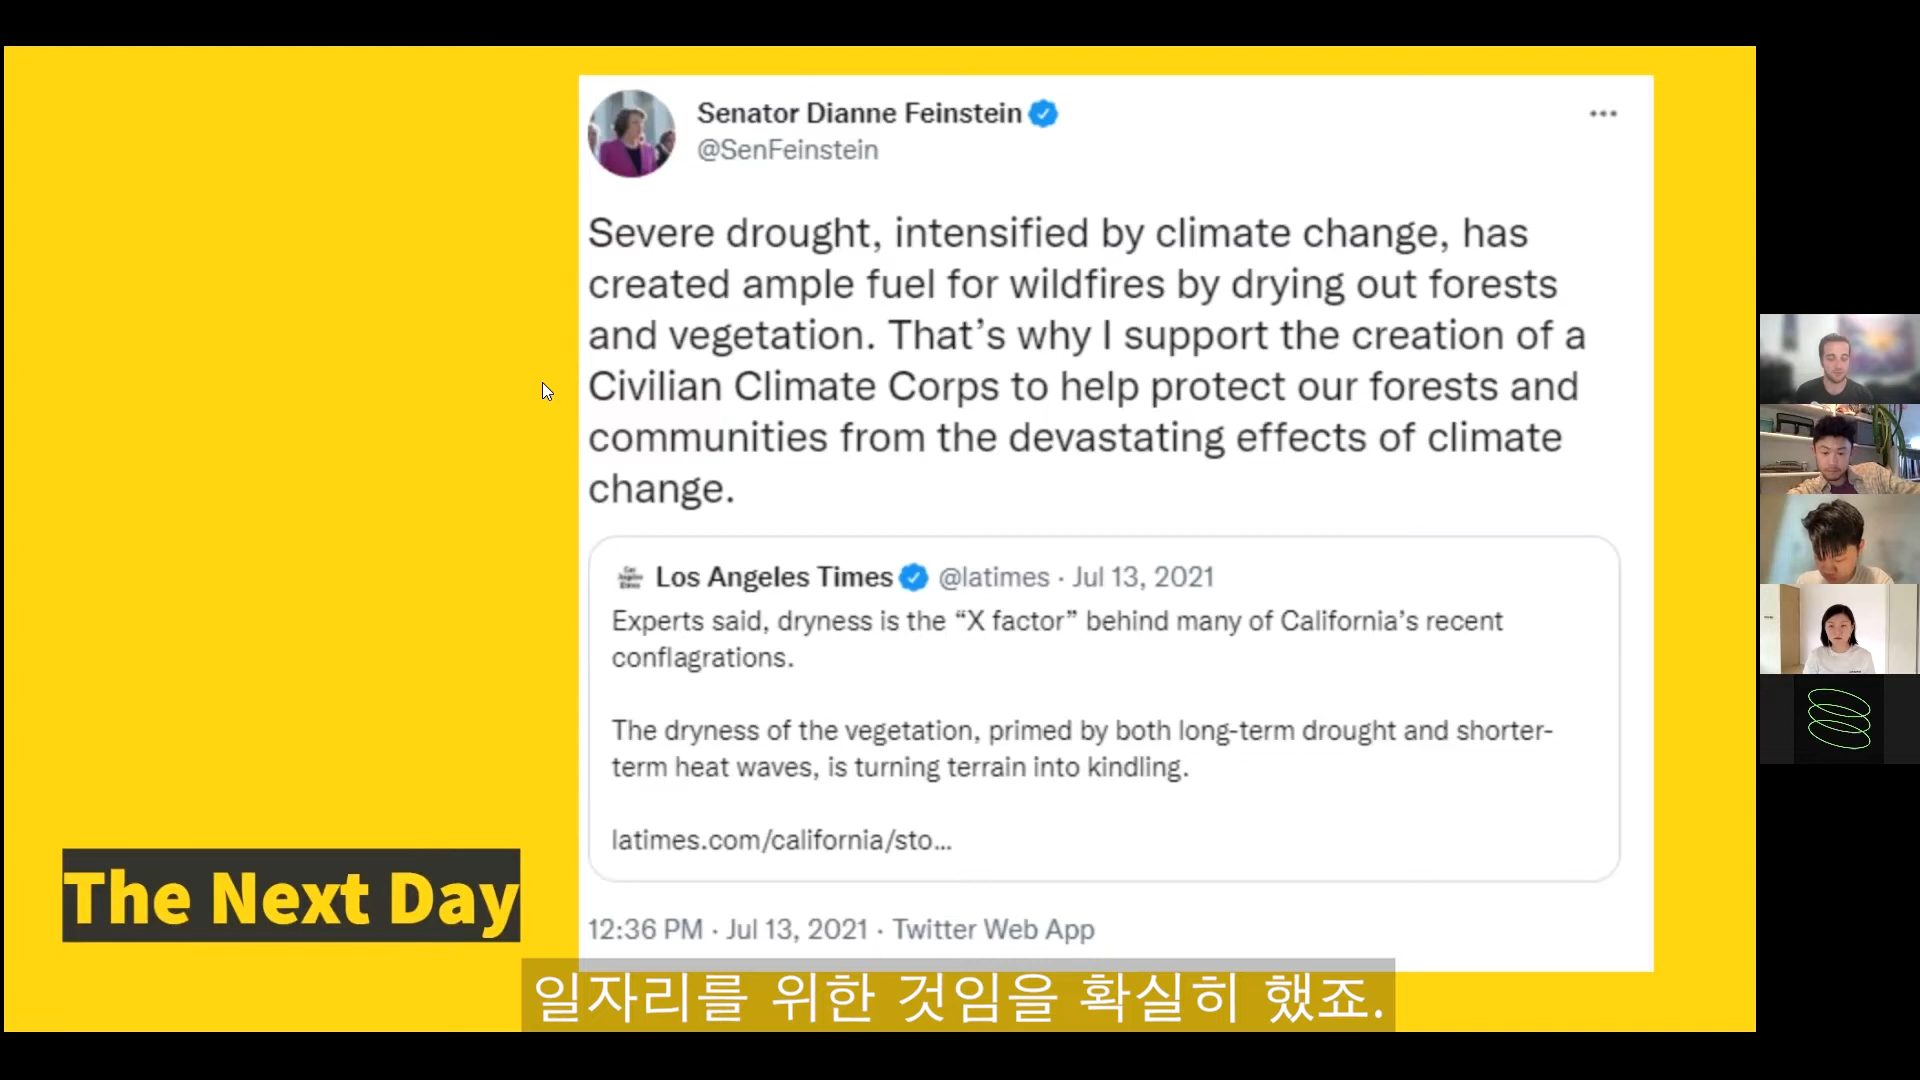 Senator Dianne Feinstein
@SenFeinstein
Severe drought, intensified by climate change, has
created ample fuel for wildfires by drying out forests
and vegetation. That’s why I support the creation of a
Civilian Climate Corps to help protect our forests and
communities from the devastating effects of climate
change.
Los Angeles Times @latimes · Jul 13, 2021
Experts said, dryness is the “X factor” behind many of California’s recent
conflagrations.
The dryness of the vegetation, primed by both long-term drought and shorter-
term heat waves, is turning terrain into kindling.
latimes.com/california/sto...
12:36 PM · Jul 13, 2021 · Twitter Web App
The Next Day
일자리를 위한 것임을 확실히 했죠.